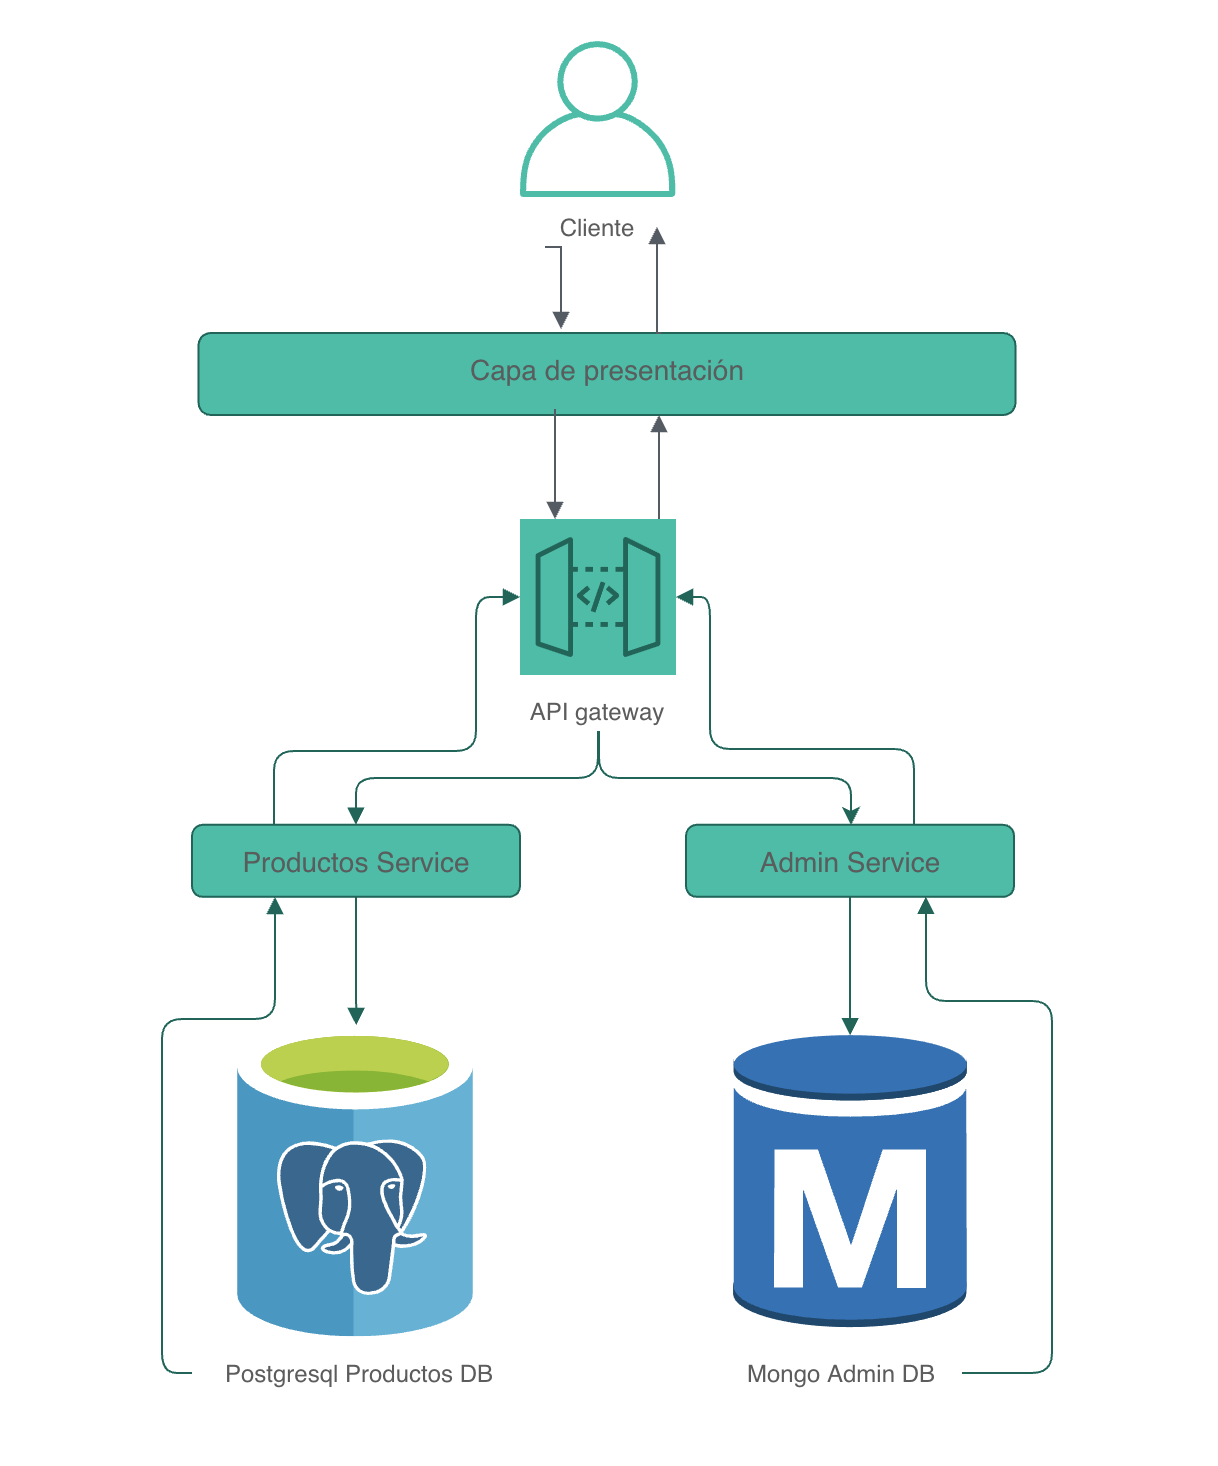 Cliente
Capa de presentación
</>
API gateway
Productos Service
Admin Service
M
Postgresql Productos DB
Mongo Admin DB